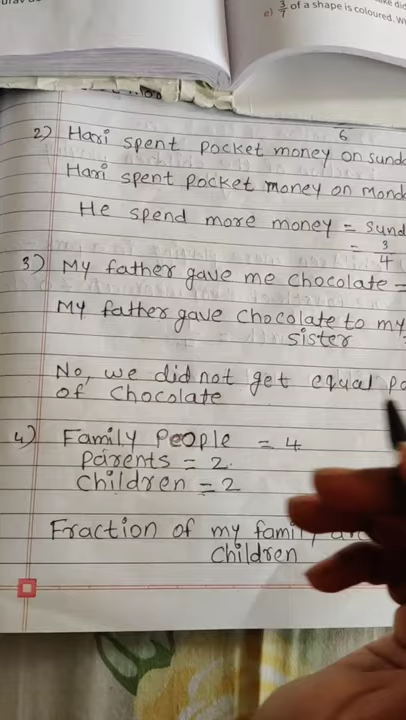 e) 3/7 of a shape is coloured.
6
2) Hari spent Pocket money on sund
Hari spent Pocket money on Mond
He spend more money = sund
= 3/4
3) My father gave me chocolate =
My father gave chocolate to my
sister
No, we did not get equal pa
of chocolate
4) Family People = 4
Parents = 2
children = 2
Fraction of my family are
children